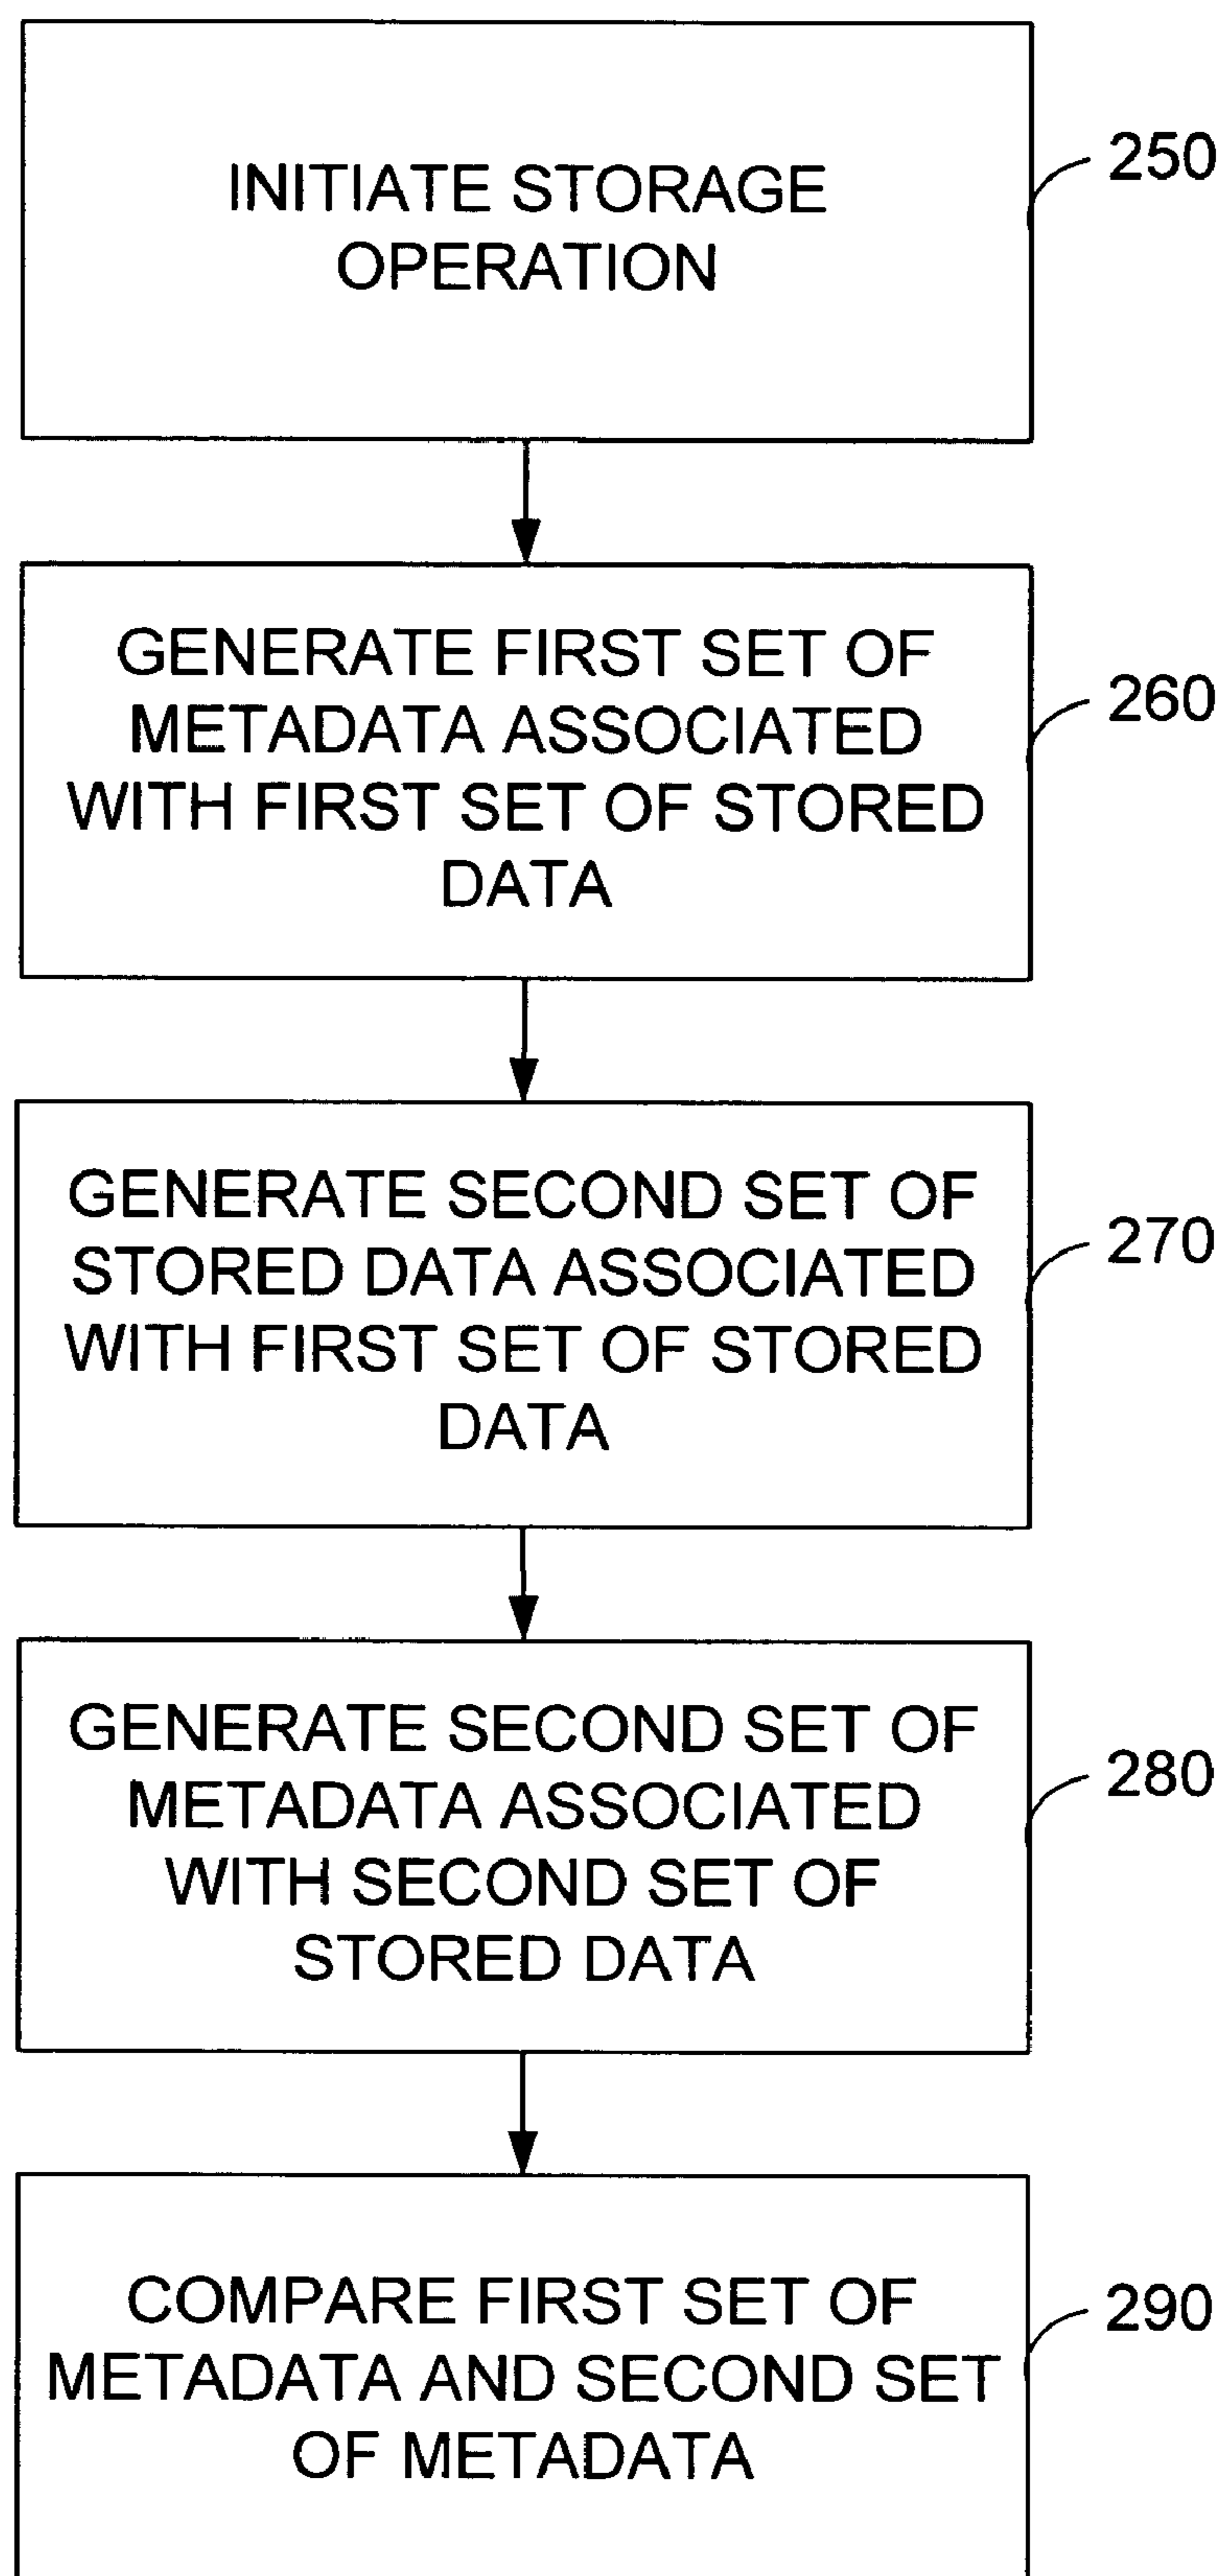 INITIATE STORAGE
OPERATION
250
GENERATE FIRST SET OF
METADATA ASSOCIATED
WITH FIRST SET OF STORED
DATA
260
GENERATE SECOND SET OF
STORED DATA ASSOCIATED
WITH FIRST SET OF STORED
DATA
270
GENERATE SECOND SET OF
METADATA ASSOCIATED
WITH SECOND SET OF
STORED DATA
280
COMPARE FIRST SET OF
METADATA AND SECOND SET
OF METADATA
290